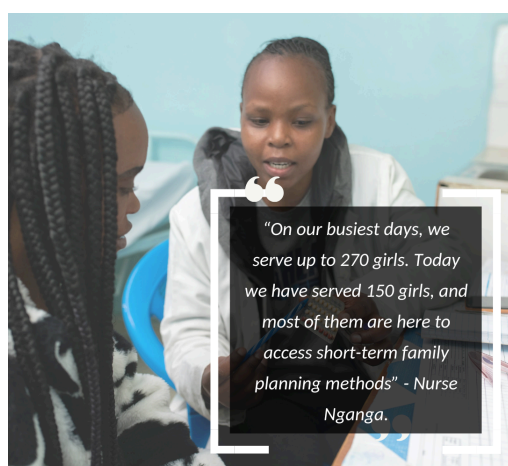 “On our busiest days, we
serve up to 270 girls. Today
we have served 150 girls, and
most of them are here to
access short-term family
planning methods” - Nurse
Nganga.